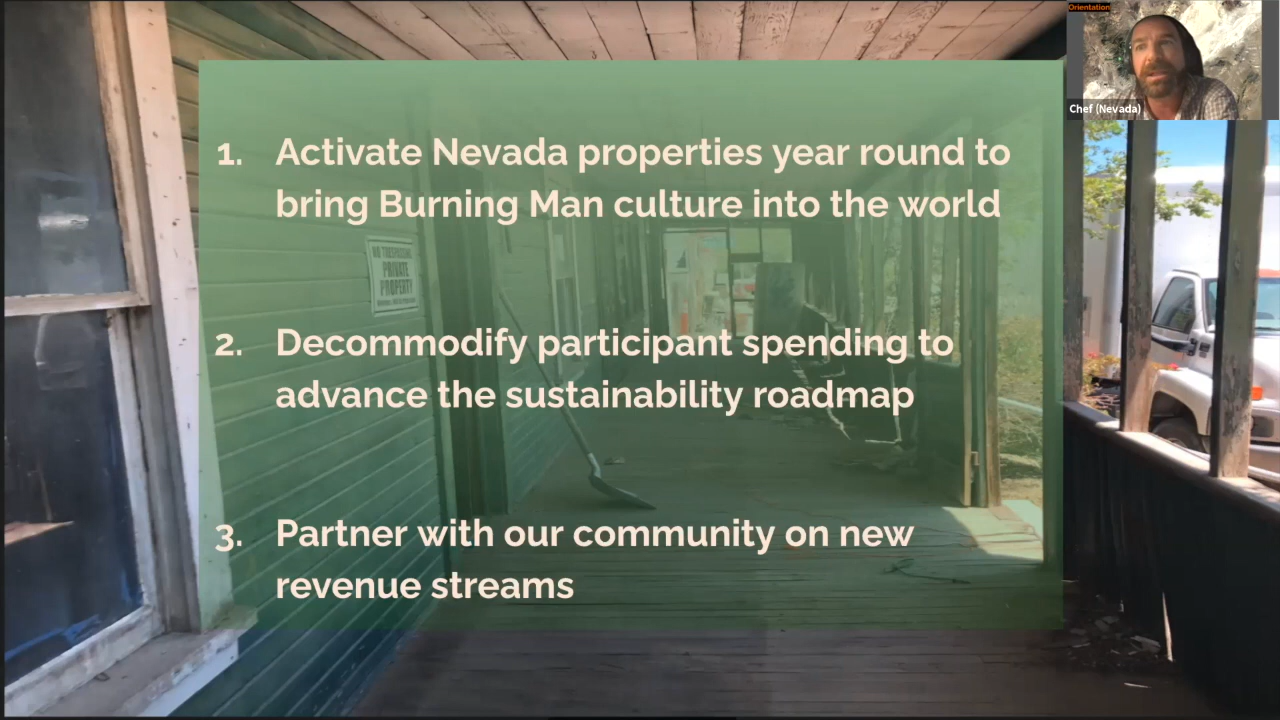 Orientation
Chef (Nevada)
1. Activate Nevada properties year round to
bring Burning Man culture into the world
NO TRESPASSING
PRIVATE
PROPERTY
2. Decommodify participant spending to
advance the sustainability roadmap
3. Partner with our community on new
revenue streams